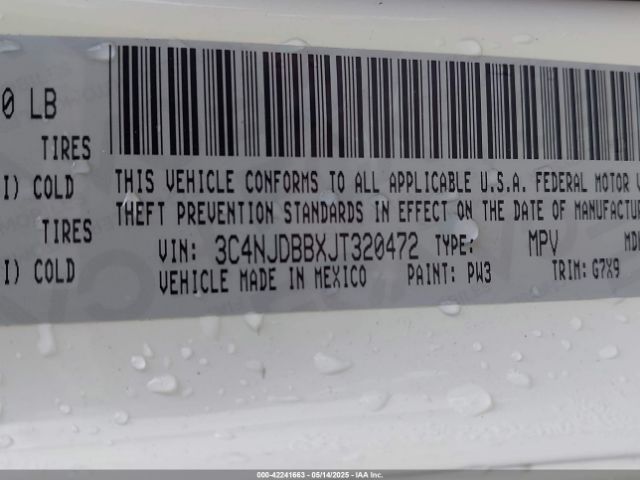 0 LB
TIRES
I) COLD
TIRES
I) COLD
THIS VEHICLE CONFORMS TO ALL APPLICABLE U.S.A. FEDERAL MOTOR V
THEFT PREVENTION STANDARDS IN EFFECT ON THE DATE OF MANUFACTURE
VIN: 3C4NJDBBXJT320472 TYPE: MPV MDH
VEHICLE MADE IN MEXICO PAINT: PW3 TRIM: G7X9
000-42241663 - 05/14/2025 - IAA Inc.